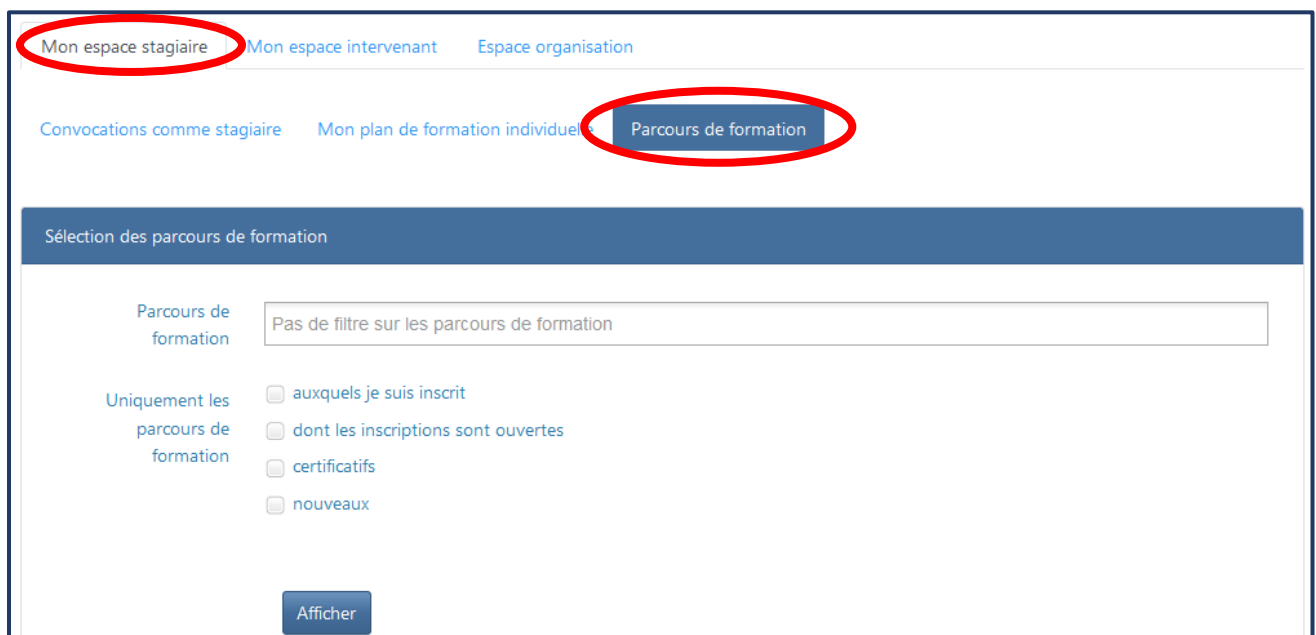 Mon espace stagiaire Mon espace intervenant Espace organisation
Convocations comme stagiaire Mon plan de formation individuelle Parcours de formation
Sélection des parcours de formation
Parcours de
formation
Pas de filtre sur les parcours de formation
Uniquement les
parcours de
formation
auxquels je suis inscrit
dont les inscriptions sont ouvertes
certificatifs
nouveaux
Afficher